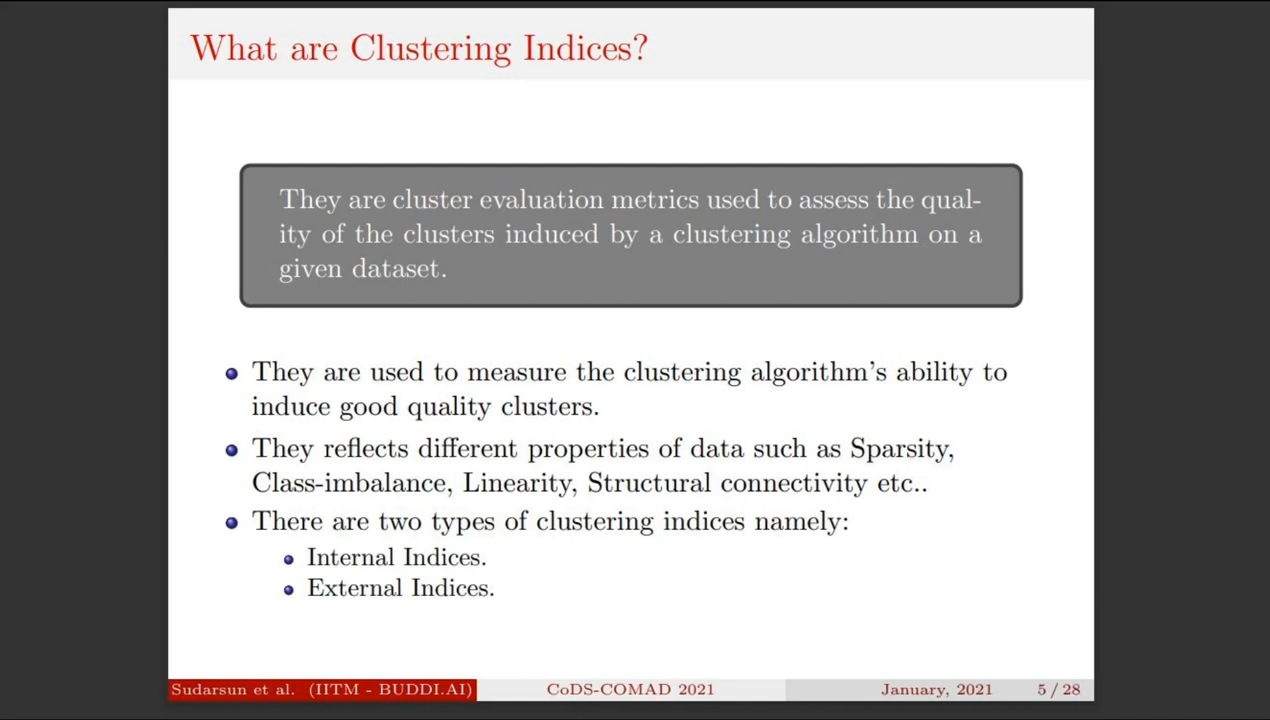 What are Clustering Indices?
They are cluster evaluation metrics used to assess the qual-
ity of the clusters induced by a clustering algorithm on a
given dataset.
They are used to measure the clustering algorithm's ability to
induce good quality clusters.
They reflects different properties of data such as Sparsity,
Class-imbalance, Linearity, Structural connectivity etc..
There are two types of clustering indices namely:
Internal Indices.
External Indices.
Sudarsun et al. (IITM - BUDDI.AI) CoDS-COMAD 2021 January, 2021 5 / 28